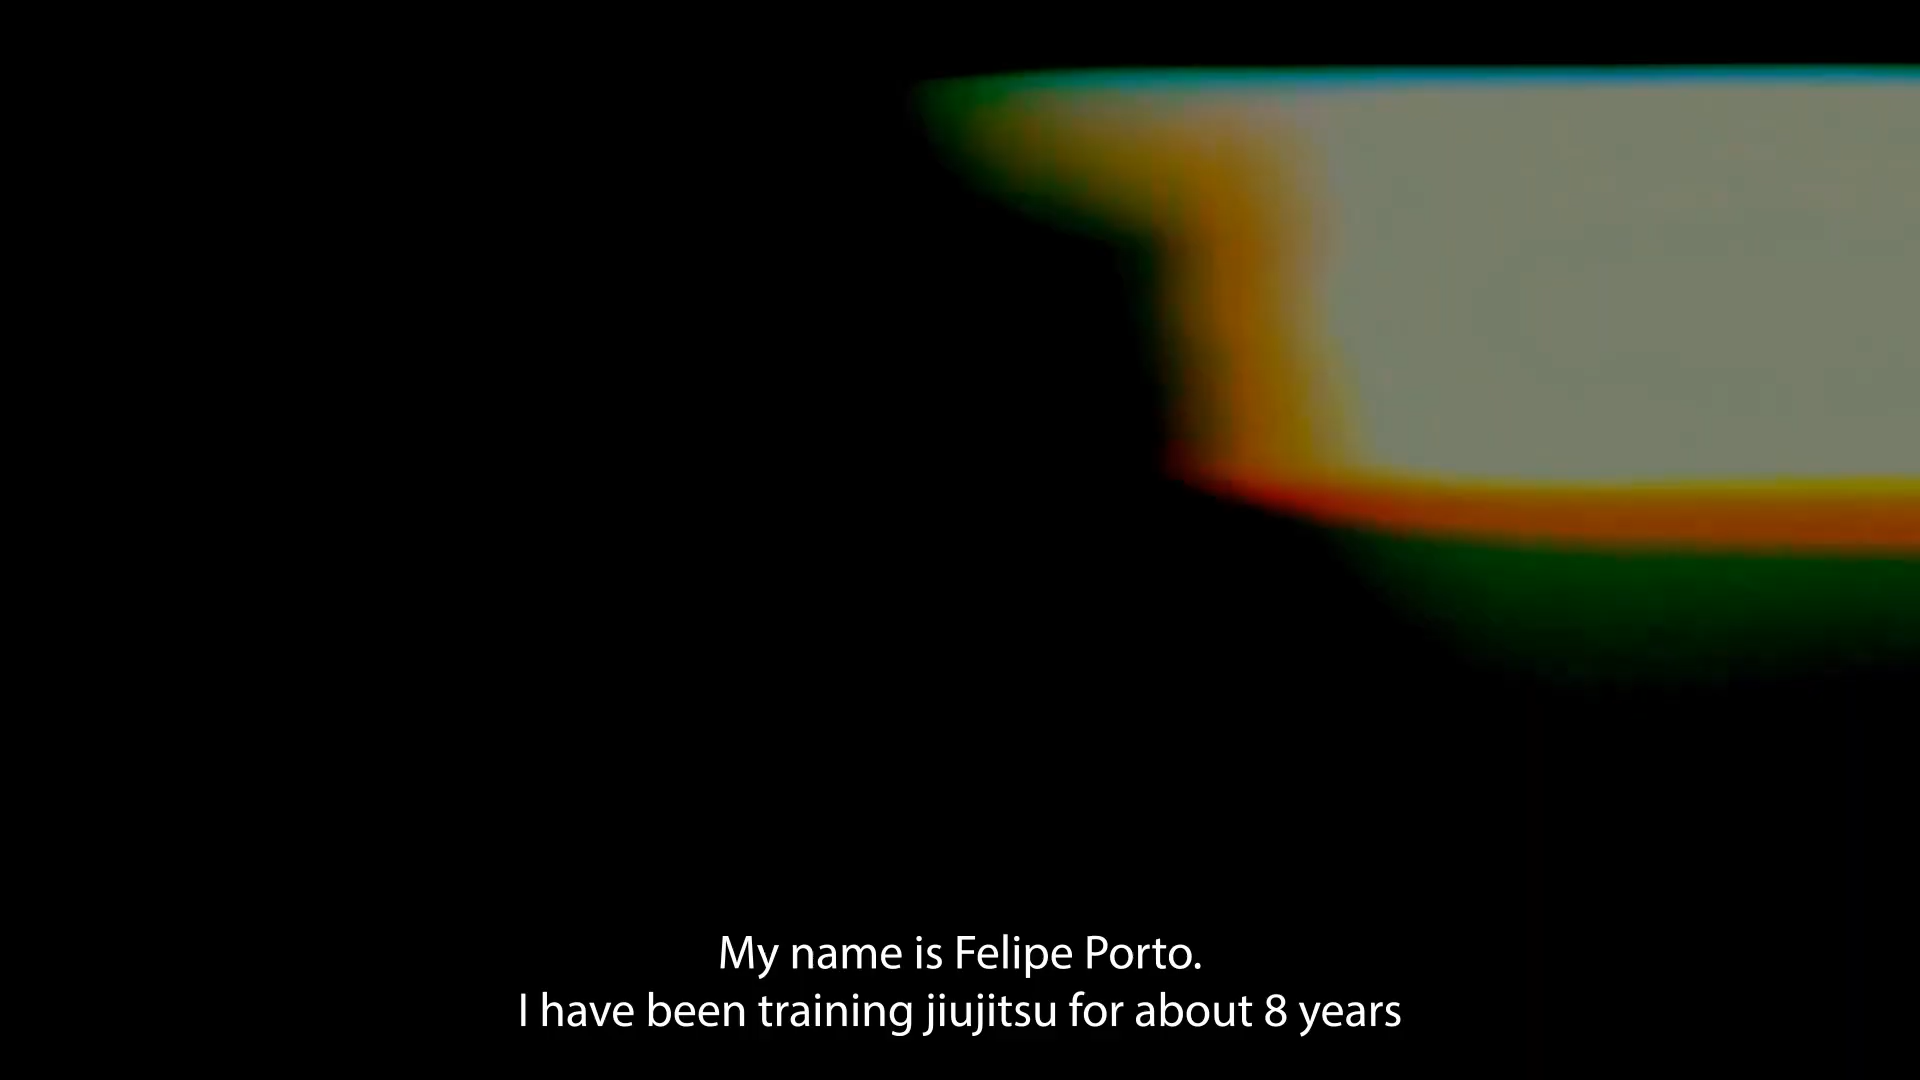 My name is Felipe Porto.
I have been training jiujitsu for about 8 years